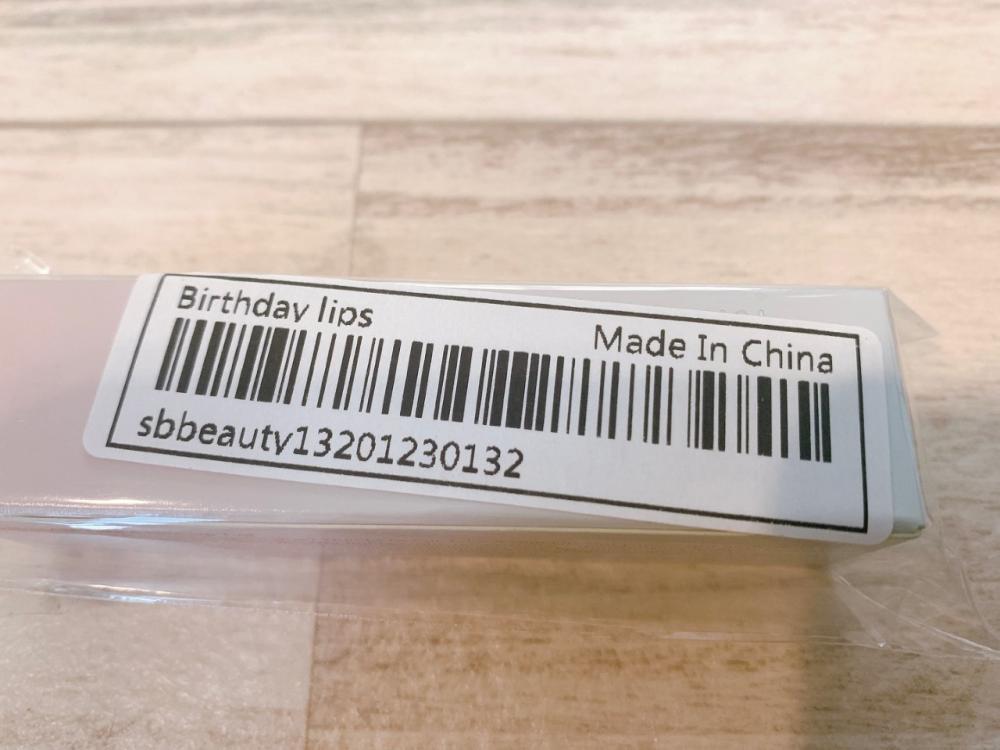 Birthday lips
Made In China
sbbeauty13201230132